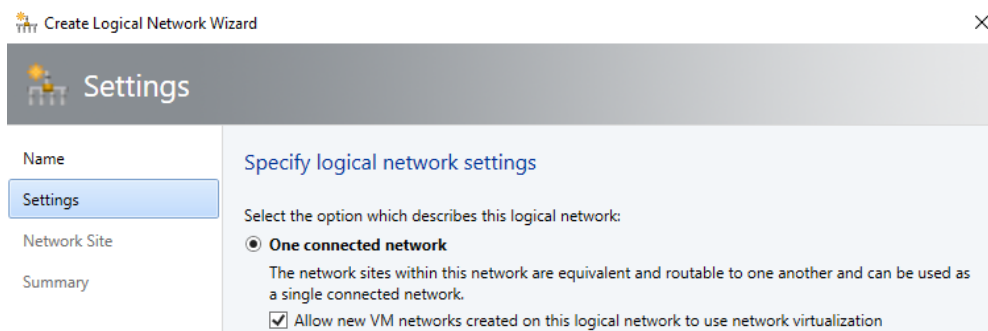 Create Logical Network Wizard
Settings
Name
Settings
Network Site
Summary
Specify logical network settings
Select the option which describes this logical network:
One connected network
The network sites within this network are equivalent and routable to one another and can be used as
a single connected network.
Allow new VM networks created on this logical network to use network virtualization